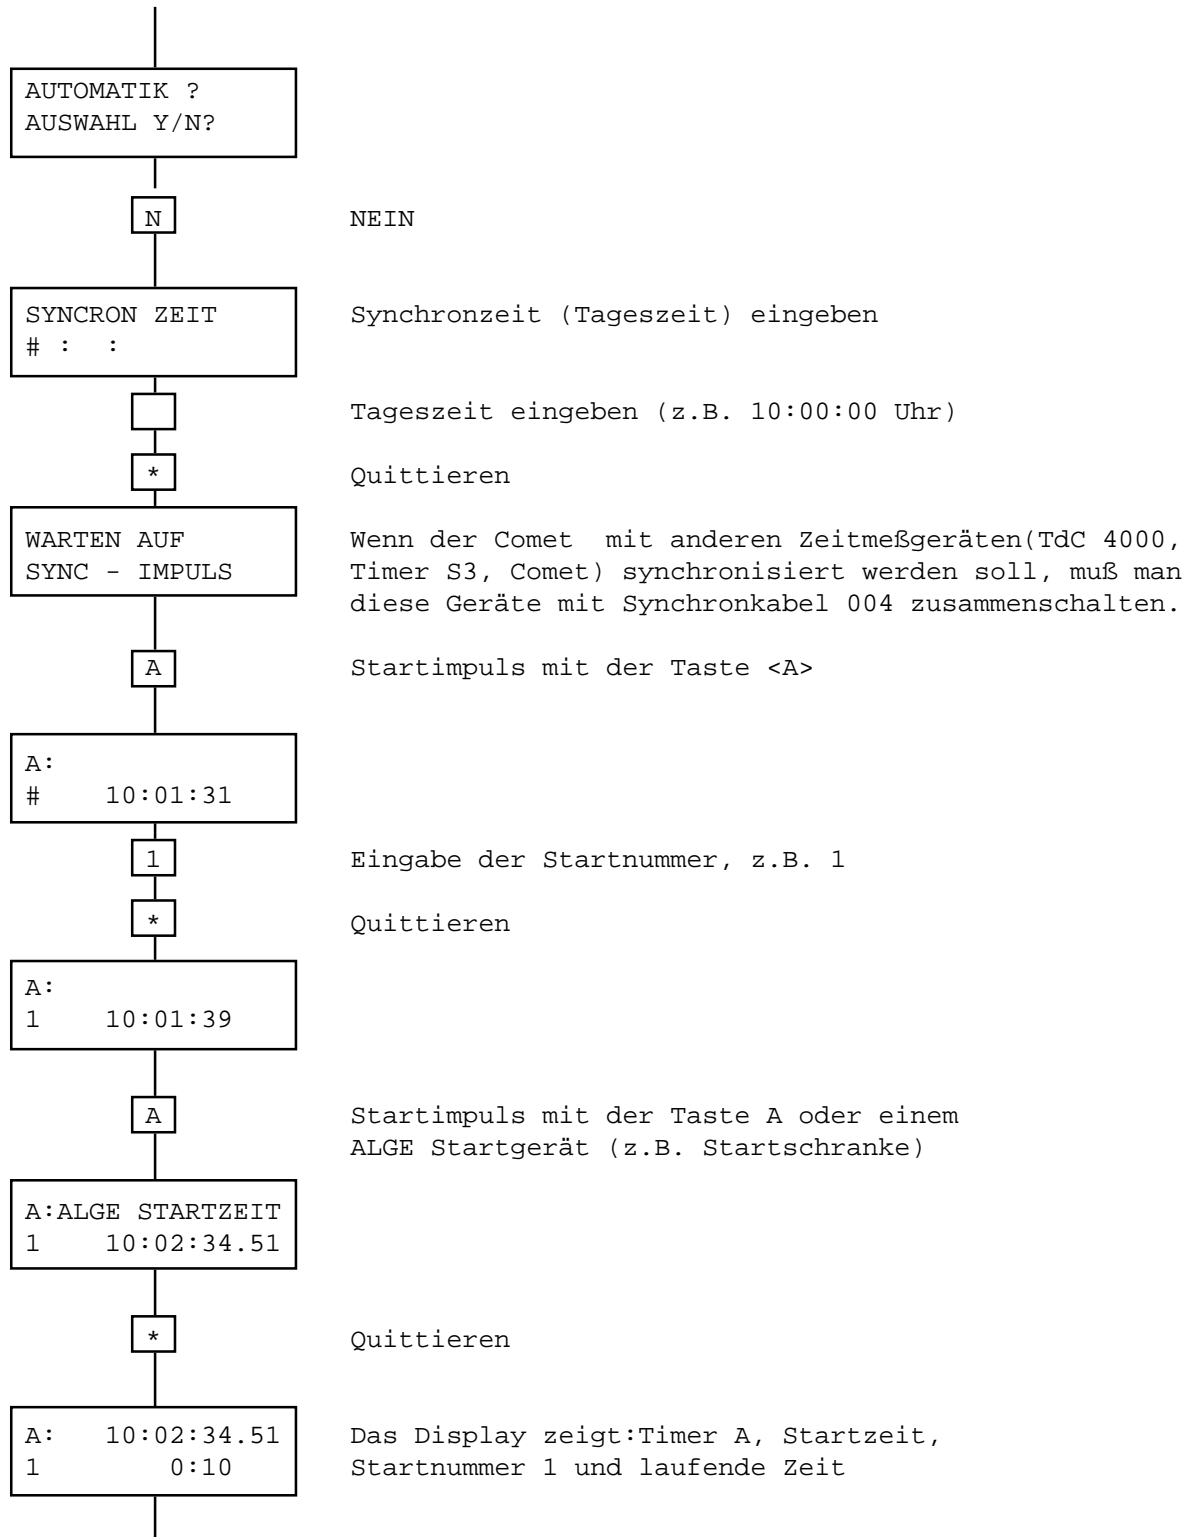 AUTOMATIK ?
AUSWAHL Y/N?
N NEIN
SYNCRON ZEIT Synchronzeit (Tageszeit) eingeben
# : :
Tageszeit eingeben (z.B. 10:00:00 Uhr)
* Quittieren
WARTEN AUF Wenn der Comet mit anderen Zeitmeßgeräten(TdC 4000,
SYNC - IMPULS Timer S3, Comet) synchronisiert werden soll, muß man
diese Geräte mit Synchronkabel 004 zusammenschalten.
A Startimpuls mit der Taste <A>
A:
# 10:01:31
1 Eingabe der Startnummer, z.B. 1
* Quittieren
A:
1 10:01:39
A Startimpuls mit der Taste A oder einem
ALGE Startgerät (z.B. Startschranke)
A:ALGE STARTZEIT
1 10:02:34.51
* Quittieren
A: 10:02:34.51 Das Display zeigt:Timer A, Startzeit,
1 0:10 Startnummer 1 und laufende Zeit